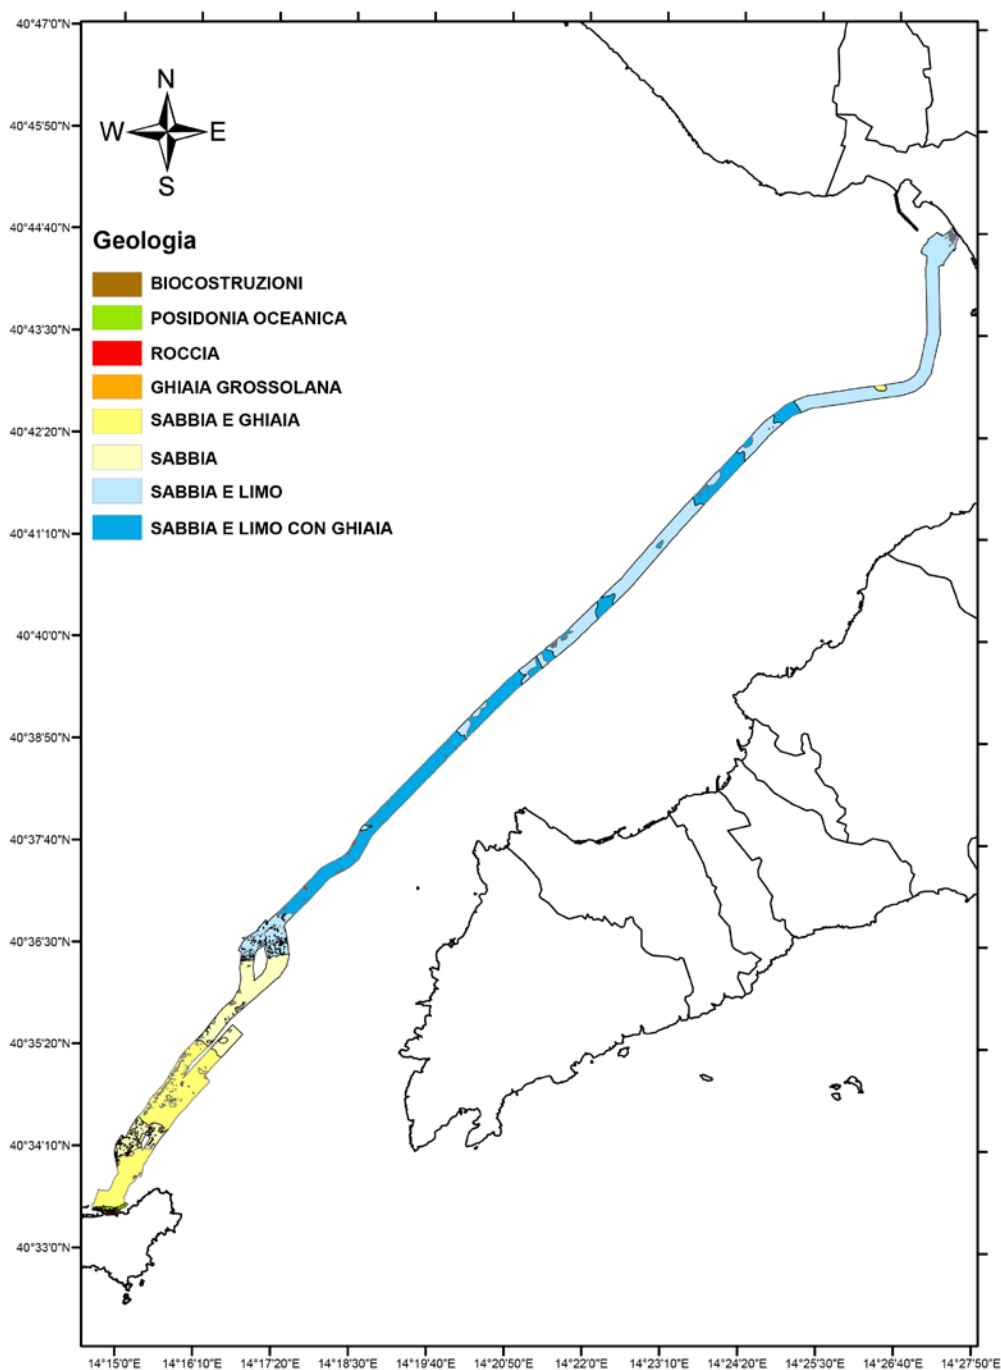 40°47'0"N
N
40°45'50"N
W
E
S
40°44'40"N
Geologia
BIOCOSTRUZIONI
POSIDONIA OCEANICA
40°43'30"N
ROCCIA
GHIAIA GROSSOLANA
SABBIA E GHIAIA
40°42'20"N
SABBIA
SABBIA E LIMO
SABBIA E LIMO CON GHIAIA
40°41'10"N
40°40'0"N
40°38'50"N
40°37'40"N
40°36'30"N
40°35'20"N
40°34'10"N
40°33'0"N
14°15'0"E 14°16'10"E 14°17'20"E 14°18'30"E 14°19'40"E 14°20'50"E 14°22'0"E 14°23'10"E 14°24'20"E 14°25'30"E 14°26'40"E 14°27'50"E